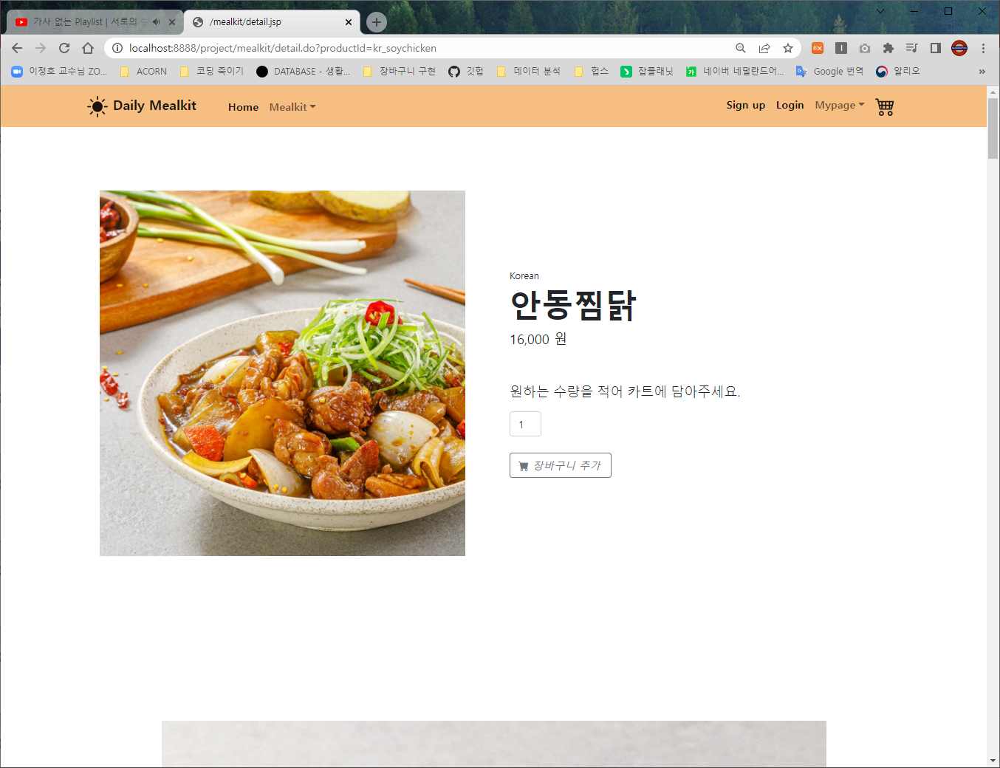 가사 없는 Playlist | 서로의
/mealkit/detail.jsp
localhost:8888/project/mealkit/detail.do?productId=kr_soychicken
이정호 교수님 ZO...
ACORN
코딩 죽이기
DATABASE - 생활...
장바구니 구현
깃헙
데이터 분석
헙스
잡플래닛
네이버 네덜란드어...
Google 번역
알리오
»
Daily Mealkit
Home
Mealkit
Sign up
Login
Mypage
Korean
안동찜닭
16,000 원
원하는 수량을 적어 카트에 담아주세요.
1
장바구니 추가